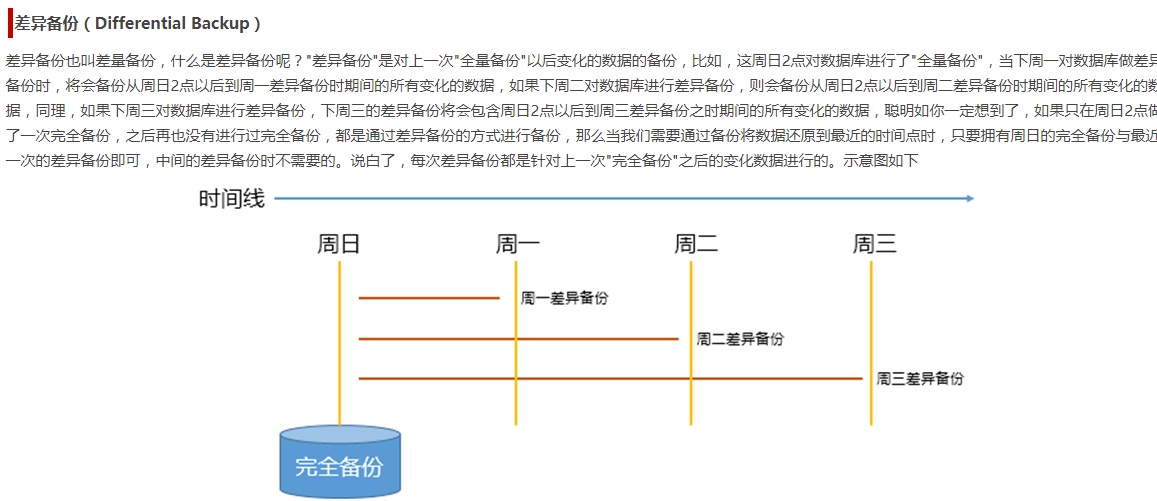 差异备份（Differential Backup）
差异备份也叫差量备份，什么是差异备份呢？"差异备份"是对上一次"全量备份"以后变化的数据的备份，比如，这周日2点对数据库进行了"全量备份"，当下周一对数据库做差异
备份时，将会备份从周日2点以后到周一差异备份时期间的所有变化的数据，如果下周二对数据库进行差异备份，则会备份从周日2点以后到周二差异备份时期间的所有变化的数
据，同理，如果下周三对数据库进行差异备份，下周三的差异备份将会包含周日2点以后到周三差异备份之时期间的所有变化的数据，聪明如你一定想到了，如果只在周日2点做
了一次完全备份，之后再也没有进行过完全备份，都是通过差异备份的方式进行备份，那么当我们需要通过备份将数据还原到最近的时间点时，只要拥有周日的完全备份与最近
一次的差异备份即可，中间的差异备份时不需要的。说白了，每次差异备份都是针对上一次"完全备份"之后的变化数据进行的。示意图如下
时间线
周日 周一 周二 周三
周一差异备份
周二差异备份
周三差异备份
完全备份